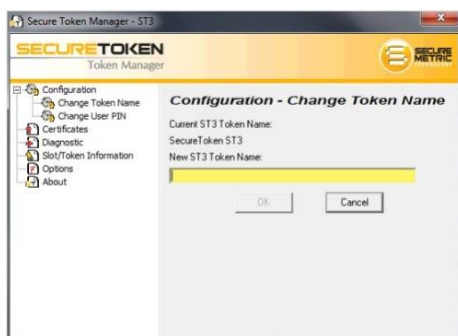 Secure Token Manager - ST3
SECURETOKEN
Token Manager
SECURE
METRIC
TECHNOLOGY
Configuration
Change Token Name
Change User PIN
Certificates
Diagnostic
Slot/Token Information
Options
About
Configuration - Change Token Name
Current ST3 Token Name:
SecureToken ST3
New ST3 Token Name:
OK
Cancel